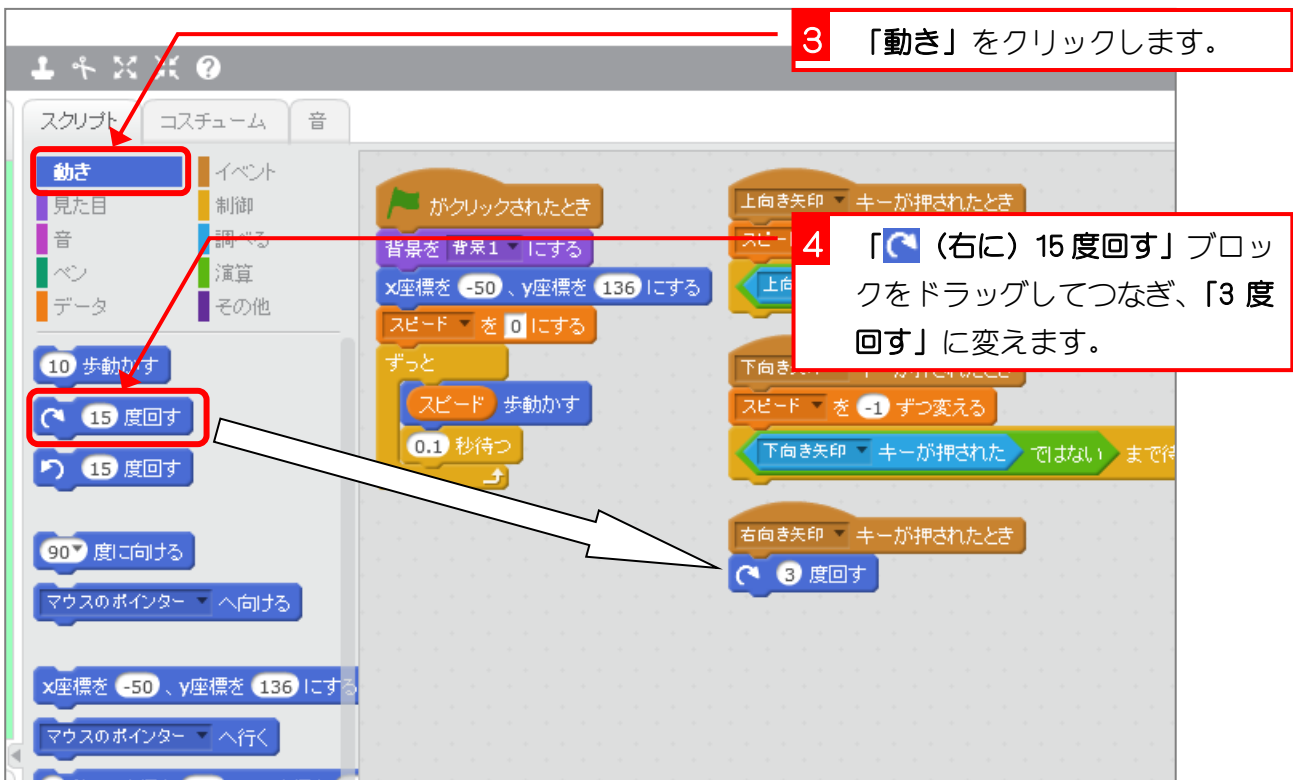 3 「動き」をクリックします。
スクリプト コスチューム 音
動き イベント
見た目 制御
音 調べる
ペン 演算
データ その他
10 歩動かす
15 度回す
15 度回す
90 度に向ける
マウスのポインター へ向ける
x座標を -50 、y座標を 136 にする
マウスのポインター へ行く
がクリックされたとき
背景を 背景1 にする
x座標を -50 、y座標を 136 にする
スピード を 0 にする
ずっと
スピード 歩動かす
0.1 秒待つ
上向き矢印 キーが押されたとき
4 「 （右に）15 度回す」ブロッ
クをドラッグしてつなぎ、「3 度
回す」に変えます。
スピード を -1 ずつ変える
下向き矢印 キーが押された ではない まで待
右向き矢印 キーが押されたとき
3 度回す